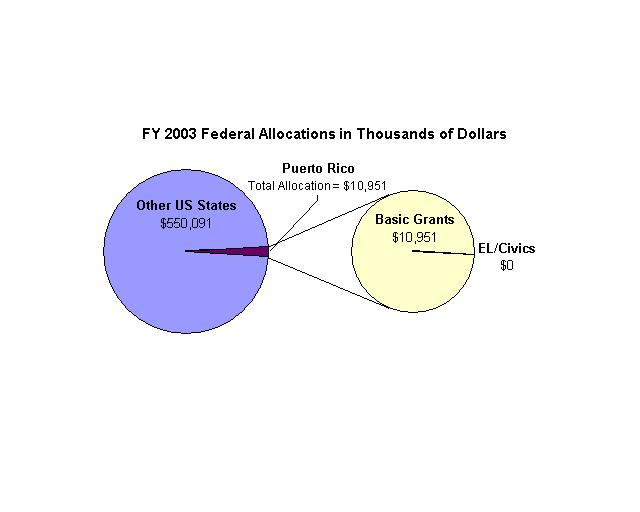 FY 2003 Federal Allocations in Thousands of Dollars
Puerto Rico
Total Allocation = $10,951
Other US States
$550,091
Basic Grants
$10,951
EL/Civics
$0